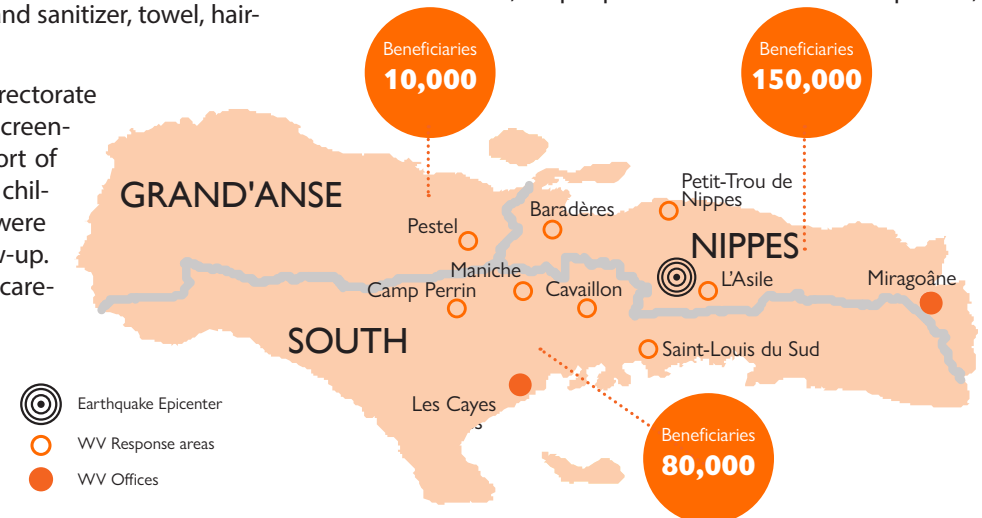 and sanitizer, towel, hair-
rectorate
creen-
ort of
chil-
were
w-up.
care-
Beneficiaries
10,000
Beneficiaries
150,000
GRAND'ANSE
Petit-Trou de
Nippes
Baradères
Pestel
NIPPES
Maniche
L'Asile
Miragoâne
Camp Perrin
Cavaillon
SOUTH
Saint-Louis du Sud
Les Cayes
s
Beneficiaries
80,000
Earthquake Epicenter
WV Response areas
WV Offices